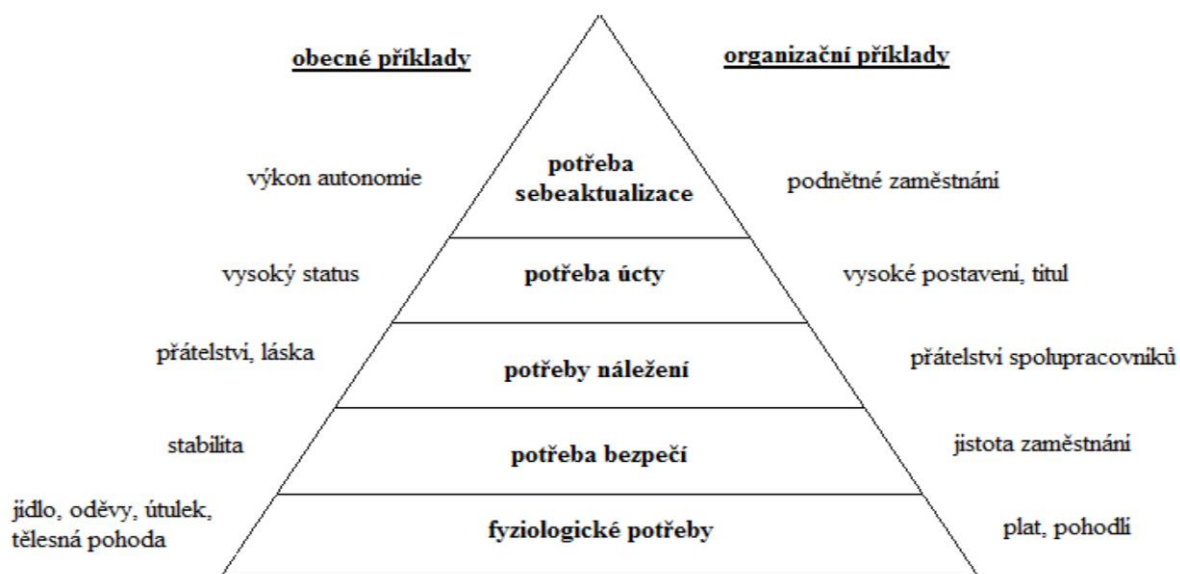 obecné příklady
organizační příklady
výkon autonomie
potřeba
sebeaktualizace
podnětné zaměstnání
vysoký status
potřeba úcty
vysoké postavení, titul
přátelství, láska
potřeby náležení
přátelství spolupracovníků
stabilita
potřeba bezpečí
jistota zaměstnání
jídlo, oděvy, útulek,
tělesná pohoda
fyziologické potřeby
plat, pohodlí